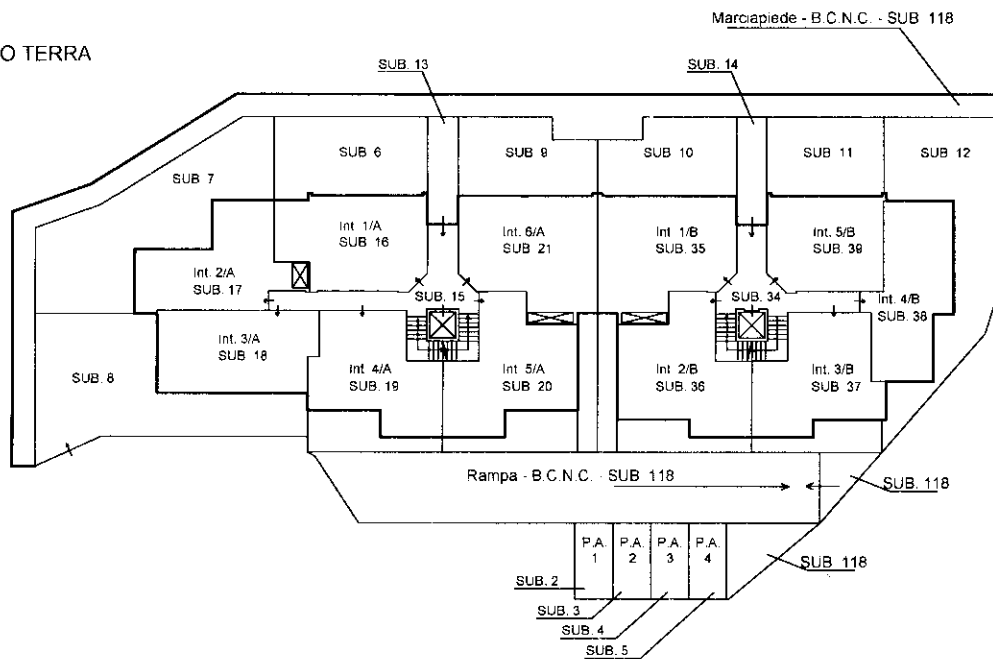 Marciapiede - B.C.N.C. - SUB 118
O TERRA
SUB. 13
SUB. 14
SUB 6
SUB 9
SUB 10
SUB 11
SUB 12
SUB 7
Int. 1/A
SUB 16
Int. 6/A
SUB 21
Int 1/B
SUB 35
Int. 5/B
SUB 39
Int. 2/A
SUB. 17
SUB. 15
SUB. 34
Int. 4/B
SUB 38
Int. 3/A
SUB 18
SUB. 8
Int 4/A
SUB. 19
Int 5/A
SUB 20
Int 2/B
SUB. 36
Int. 3/B
SUB 37
Rampa - B.C.N.C. - SUB 118
SUB. 118
P.A.
1
P.A.
2
P.A.
3
P.A.
4
SUB 118
SUB. 2
SUB. 3
SUB. 4
SUB. 5